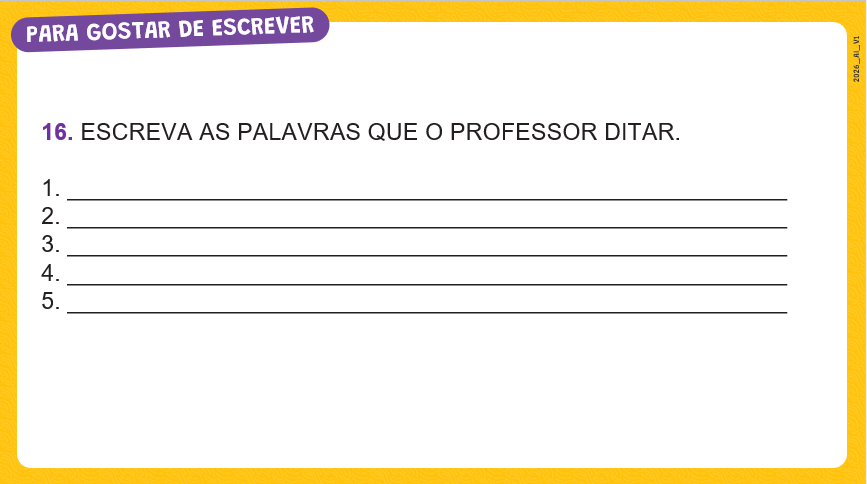 PARA GOSTAR DE ESCREVER
2026_AI_V1
16. ESCREVA AS PALAVRAS QUE O PROFESSOR DITAR.
1.
2.
3.
4.
5.